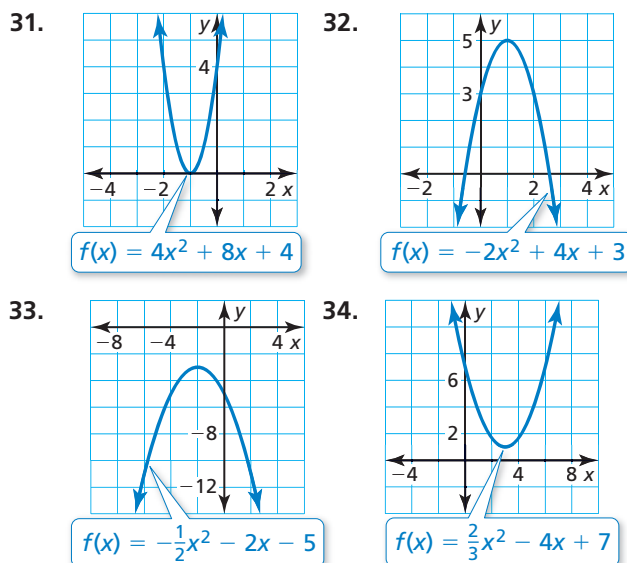 31.
y
4
−4 −2 2 x
f(x) = 4x² + 8x + 4
32.
5 y
3
−2 2 4 x
f(x) = −2x² + 4x + 3
33.
y
−8 −4 4 x
−8
−12
f(x) = −1/2x² − 2x − 5
34.
y
6
2
−4 4 8 x
f(x) = 2/3x² − 4x + 7